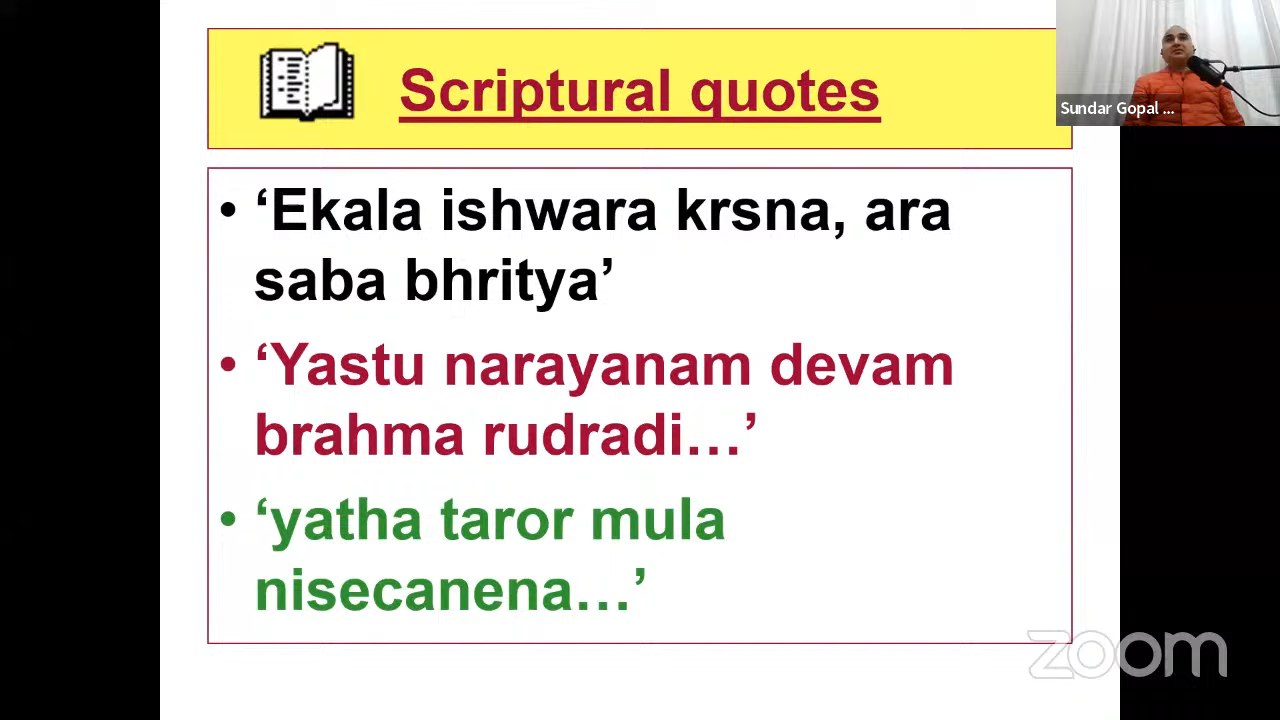 Scriptural quotes
Sundar Gopal ...
• ‘Ekala ishwara krsna, ara
saba bhritya’
• ‘Yastu narayanam devam
brahma rudradi…’
• ‘yatha taror mula
nisecanena…’
zoom